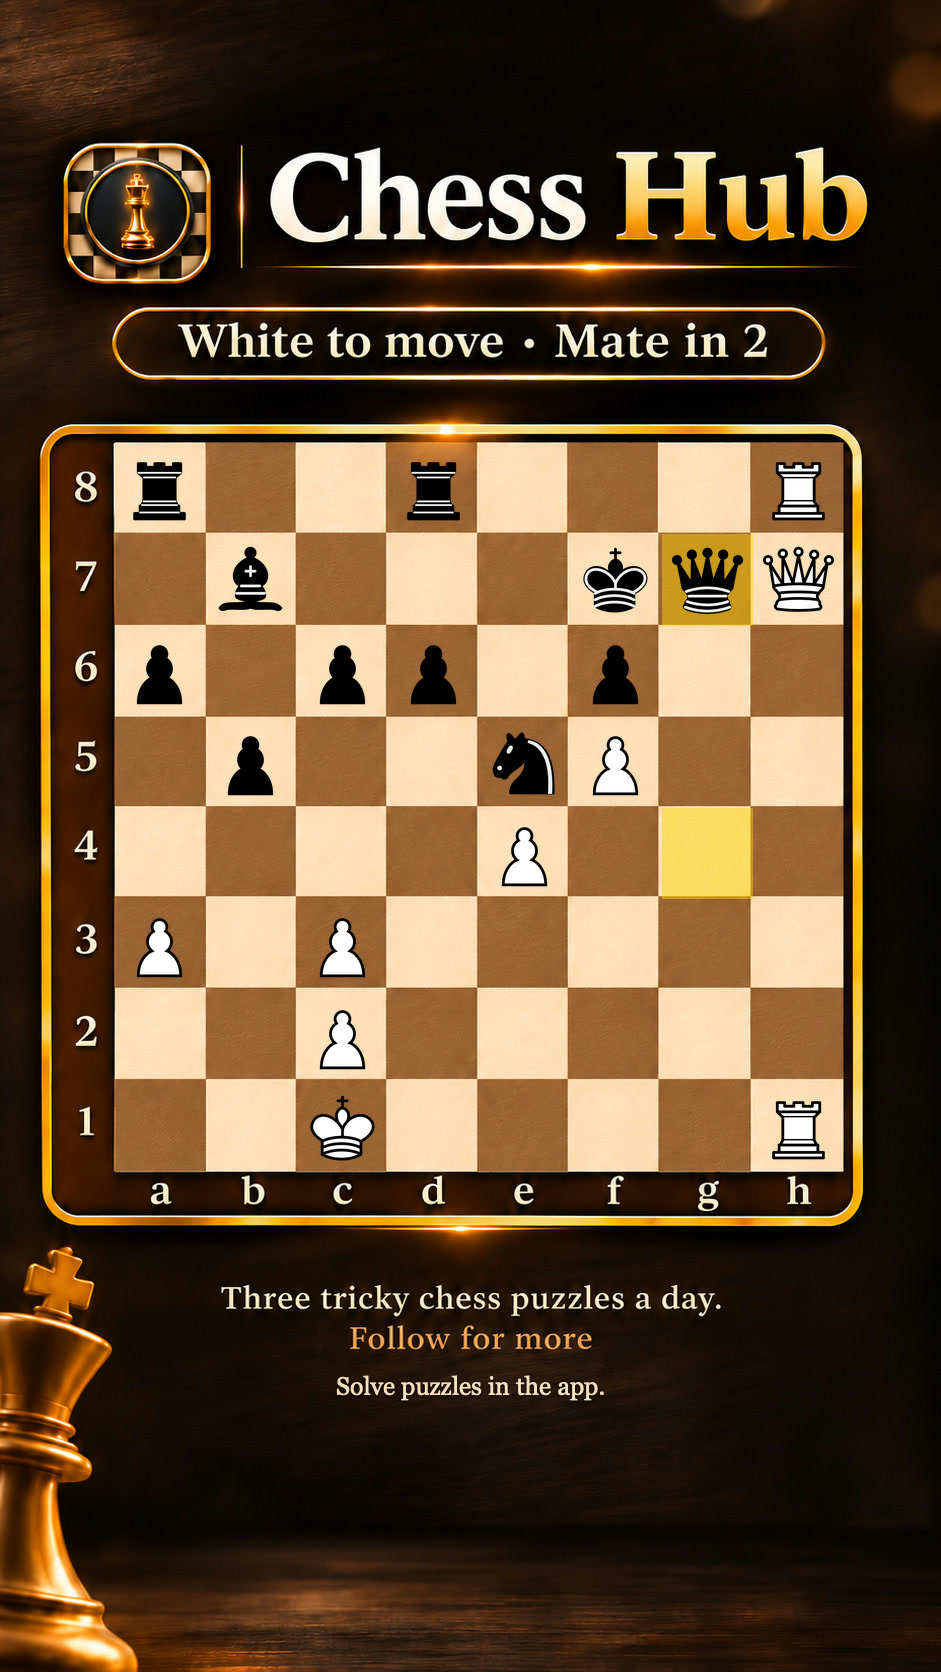 Chess Hub
White to move • Mate in 2
8
7
6
5
4
3
2
1
a b c d e f g h
Three tricky chess puzzles a day.
Follow for more
Solve puzzles in the app.